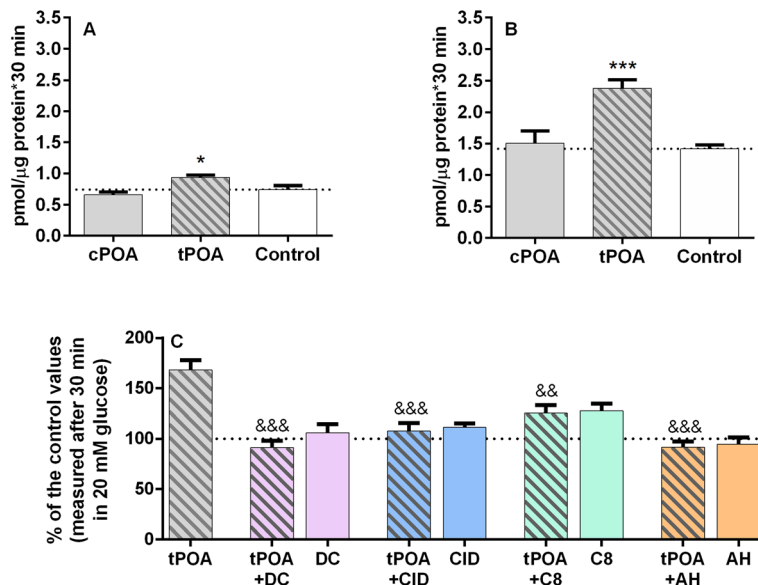 A
pmol/μg protein*30 min
3.5
3.0
2.5
2.0
1.5
1.0
0.5
0.0
*
cPOA
tPOA
Control
B
pmol/μg protein*30 min
3.5
3.0
2.5
2.0
1.5
1.0
0.5
0.0
***
cPOA
tPOA
Control
C
% of the control values
(measured after 30 min
in 20 mM glucose)
200
150
100
50
0
&&&
&&&
&&
&&&
tPOA
tPOA
+DC
DC
tPOA
+CID
CID
tPOA
+C8
C8
tPOA
+AH
AH